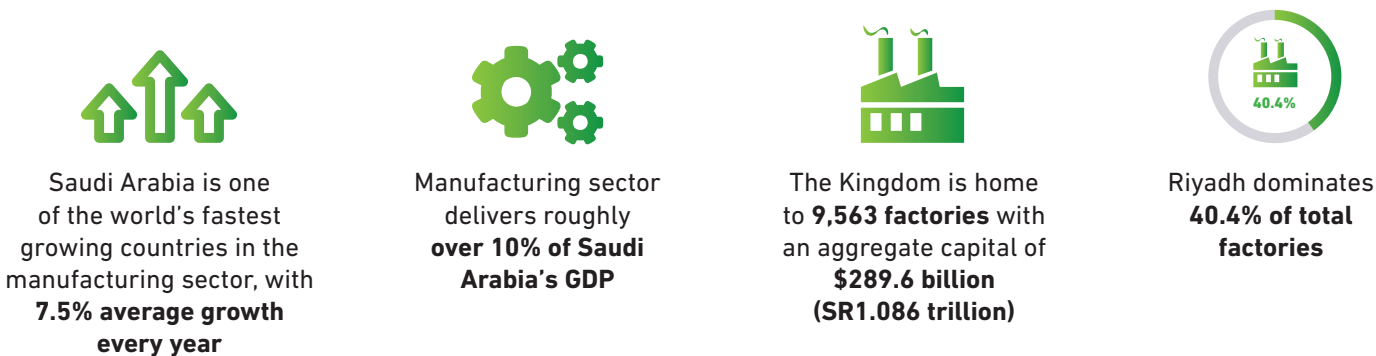 Saudi Arabia is one
of the world's fastest
growing countries in the
manufacturing sector, with
7.5% average growth
every year
Manufacturing sector
delivers roughly
over 10% of Saudi
Arabia's GDP
The Kingdom is home
to 9,563 factories with
an aggregate capital of
$289.6 billion
(SR1.086 trillion)
40.4%
Riyadh dominates
40.4% of total
factories